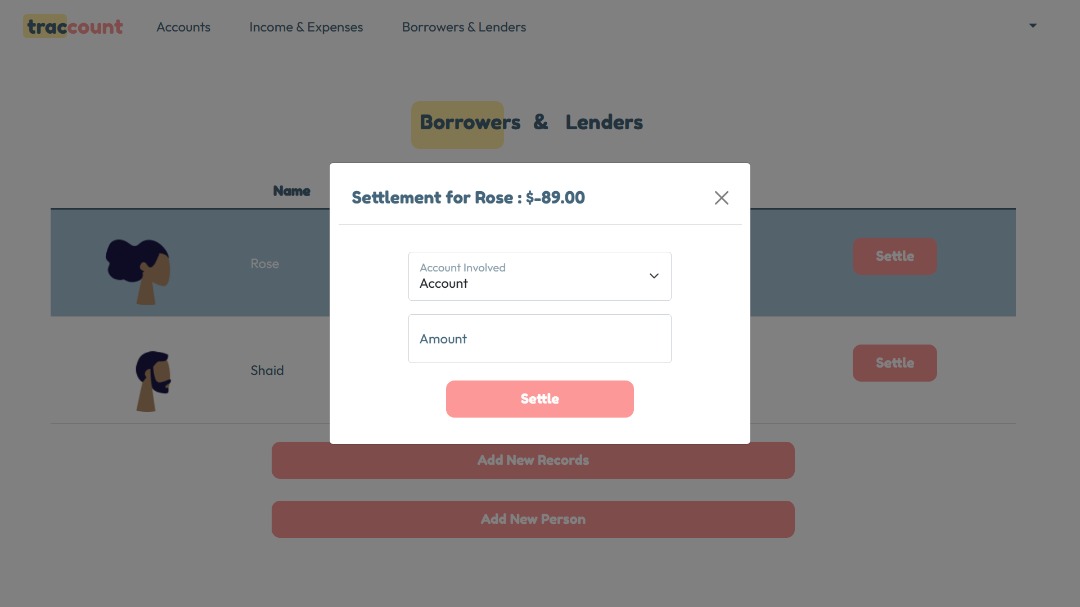 traccount
Accounts
Income & Expenses
Borrowers & Lenders
Borrowers & Lenders
Name
Settlement for Rose : $-89.00
Rose
Settle
Account Involved
Account
Amount
Shaid
Settle
Settle
Add New Records
Add New Person